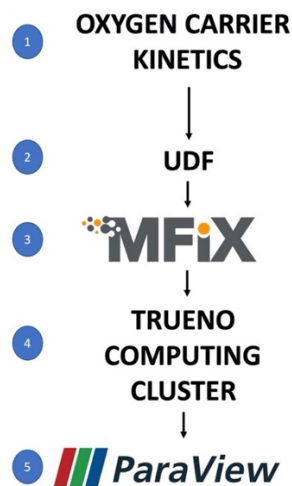 1
OXYGEN CARRIER
KINETICS
2
UDF
3
MFiX
4
TRUENO
COMPUTING
CLUSTER
5
ParaView